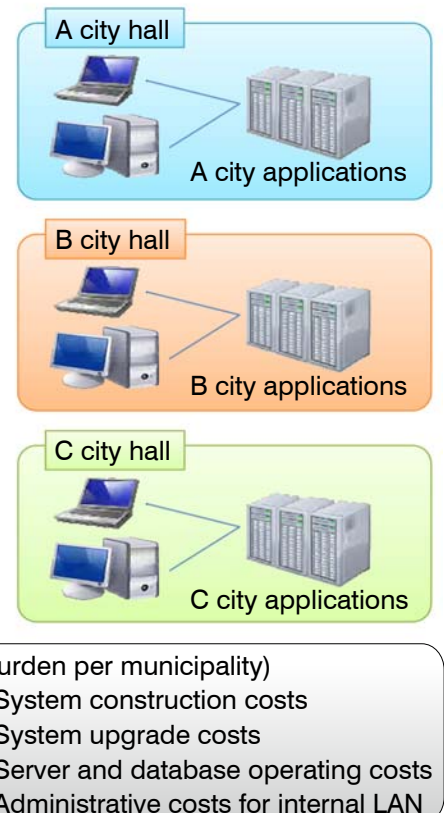 A city hall
A city applications
B city hall
B city applications
C city hall
C city applications
urden per municipality)
System construction costs
System upgrade costs
Server and database operating costs
Administrative costs for internal LAN